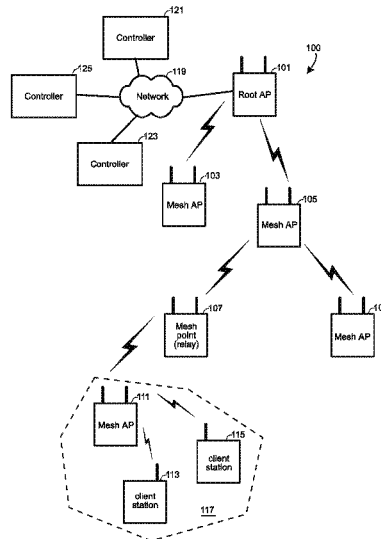 121
Controller
125
119
101
100
Controller
Network
Root AP
123
Controller
103
Mesh AP
105
Mesh AP
107
10
Mesh
point
(relay)
Mesh AP
111
Mesh AP
115
client
station
113
client
station
117